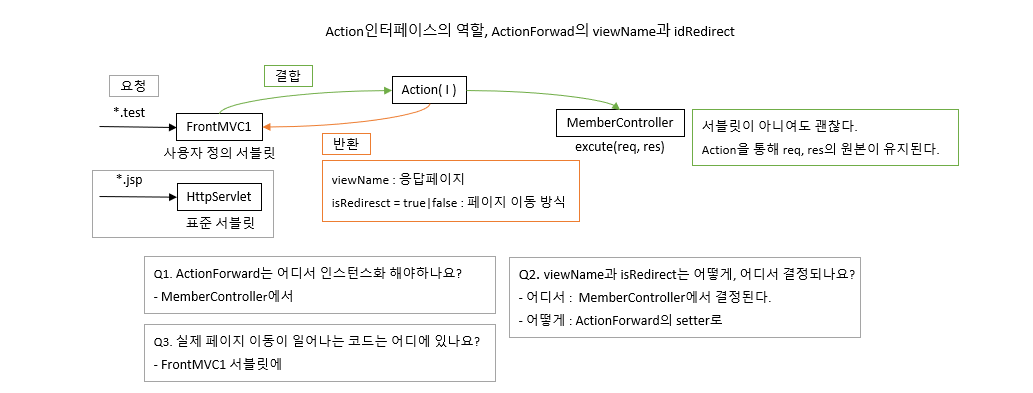 Action인터페이스의 역할, ActionForwad의 viewName과 idRedirect
요청
결합
*.test
FrontMVC1
사용자 정의 서블릿
Action( I )
MemberController
excute(req, res)
서블릿이 아니여도 괜찮다.
Action을 통해 req, res의 원본이 유지된다.
반환
viewName : 응답페이지
isRediresct = true|false : 페이지 이동 방식
*.jsp
HttpServlet
표준 서블릿
Q1. ActionForward는 어디서 인스턴스화 해야하나요?
- MemberController에서
Q2. viewName과 isRedirect는 어떻게, 어디서 결정되나요?
- 어디서 : MemberController에서 결정된다.
- 어떻게 : ActionForward의 setter로
Q3. 실제 페이지 이동이 일어나는 코드는 어디에 있나요?
- FrontMVC1 서블릿에